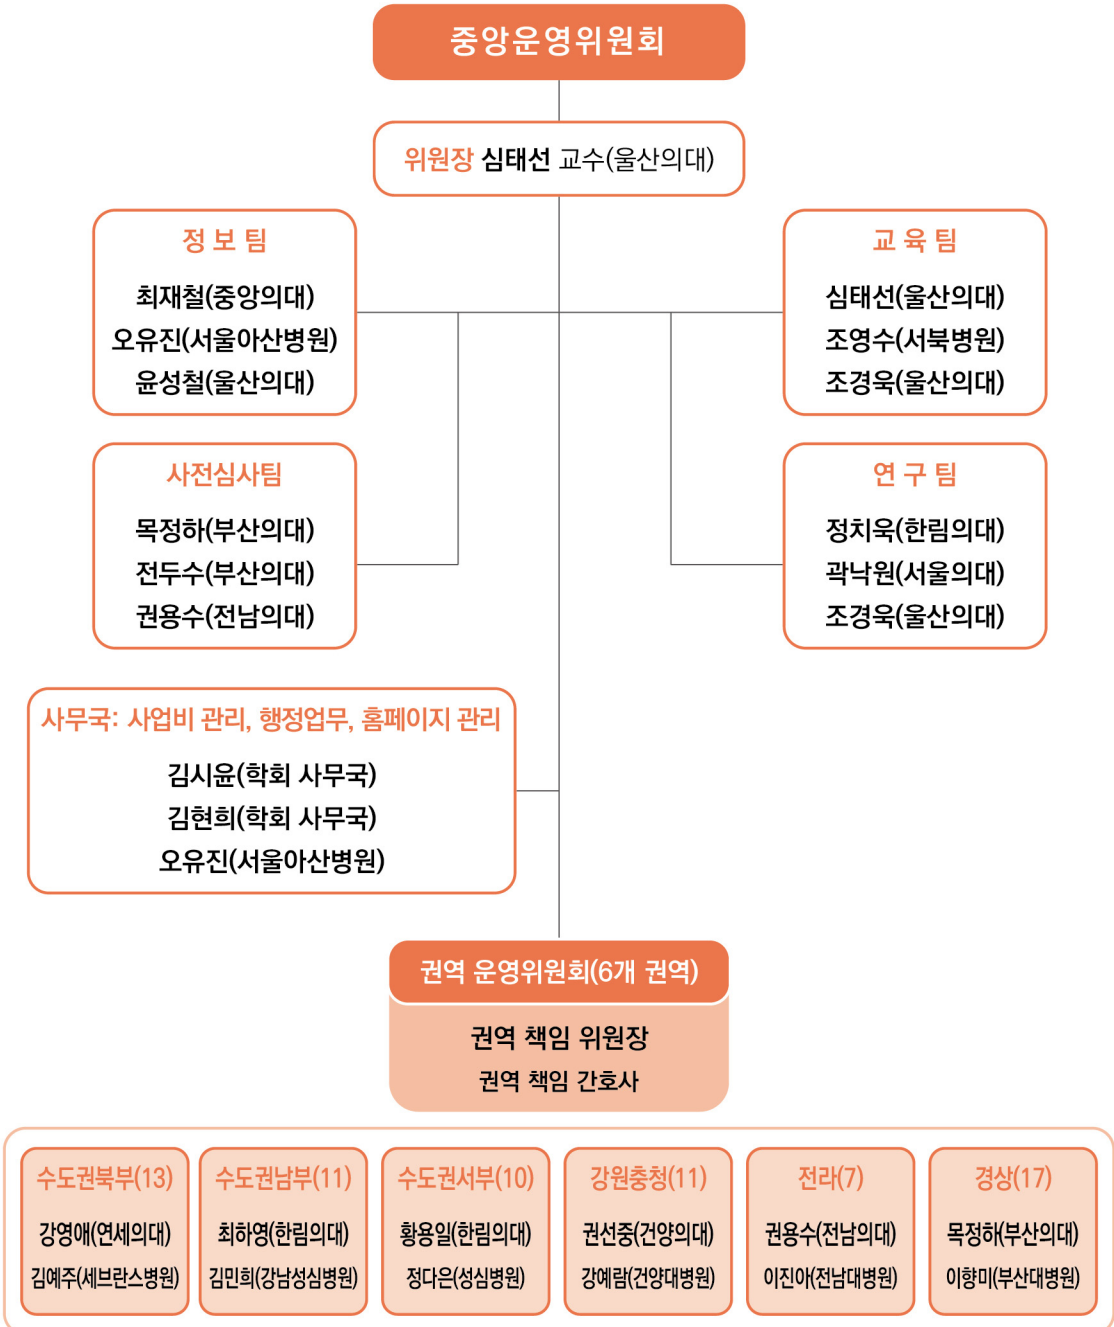 중앙운영위원회
위원장 심태선 교수(울산의대)
정 보 팀
최재철(중앙의대)
오유진(서울아산병원)
윤성철(울산의대)
교 육 팀
심태선(울산의대)
조영수(서북병원)
조경욱(울산의대)
사전심사팀
목정하(부산의대)
전두수(부산의대)
권용수(전남의대)
연 구 팀
정치욱(한림의대)
곽낙원(서울의대)
조경욱(울산의대)
사무국: 사업비 관리, 행정업무, 홈페이지 관리
김시윤(학회 사무국)
김현희(학회 사무국)
오유진(서울아산병원)
권역 운영위원회(6개 권역)
권역 책임 위원장
권역 책임 간호사
수도권북부(13)
강영애(연세의대)
김예주(세브란스병원)
수도권남부(11)
최하영(한림의대)
김민희(강남성심병원)
수도권서부(10)
황용일(한림의대)
정다은(성심병원)
강원충청(11)
권선중(건양의대)
강예람(건양대병원)
전라(7)
권용수(전남의대)
이진아(전남대병원)
경상(17)
목정하(부산의대)
이향미(부산대병원)